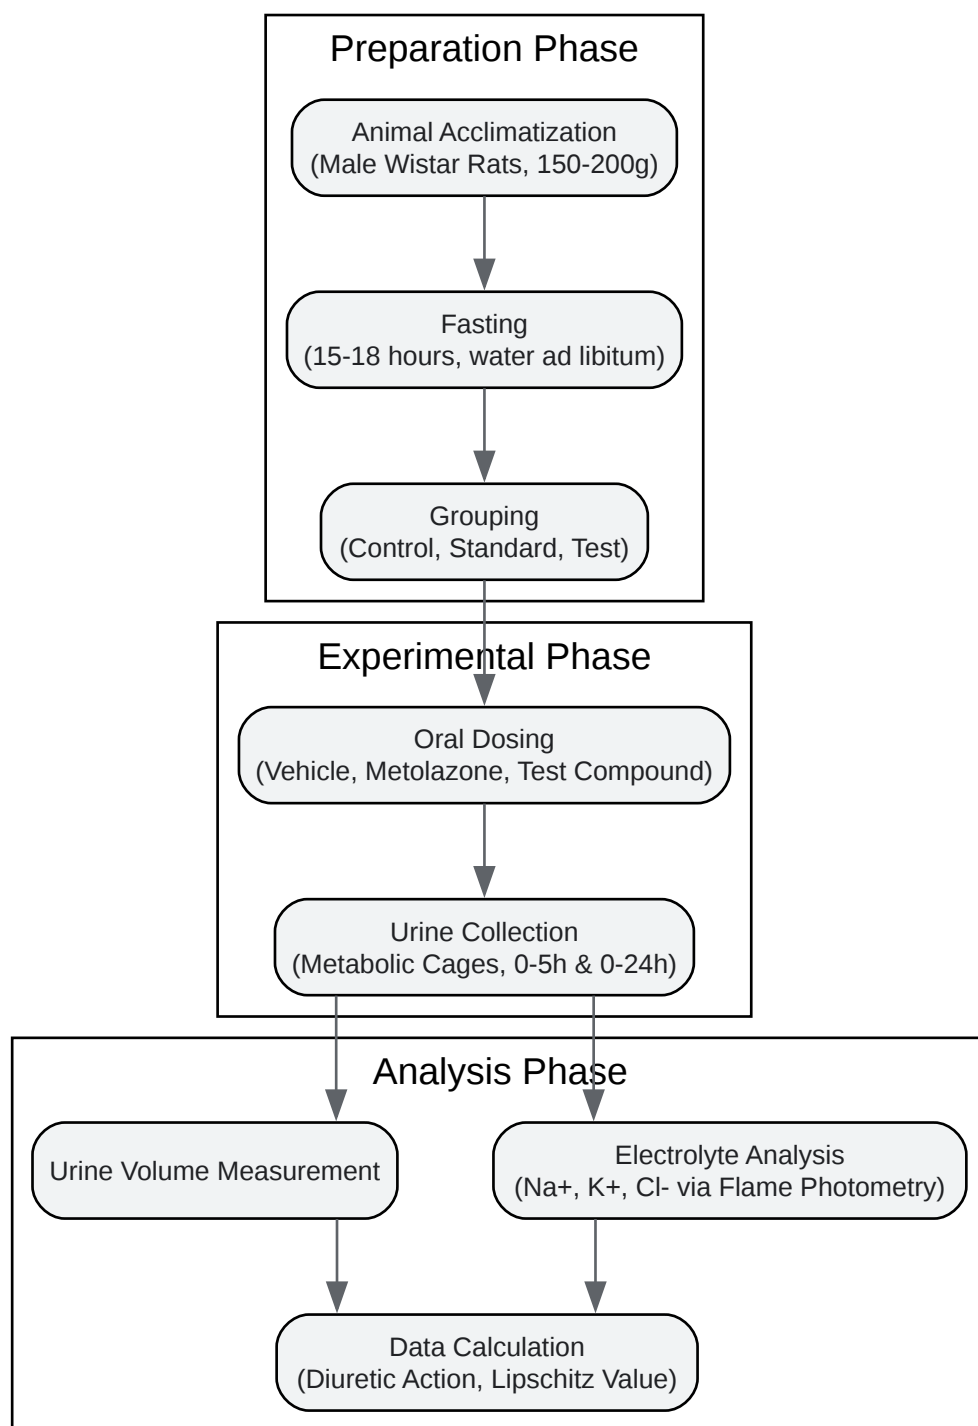 Preparation Phase
Animal Acclimatization
(Male Wistar Rats, 150-200g)
Fasting
(15-18 hours, water ad libitum)
Grouping
(Control, Standard, Test)
Experimental Phase
Oral Dosing
(Vehicle, Metolazone, Test Compound)
Urine Collection
(Metabolic Cages, 0-5h & 0-24h)
Analysis Phase
Urine Volume Measurement
Electrolyte Analysis
(Na+, K+, Cl- via Flame Photometry)
Data Calculation
(Diuretic Action, Lipschitz Value)